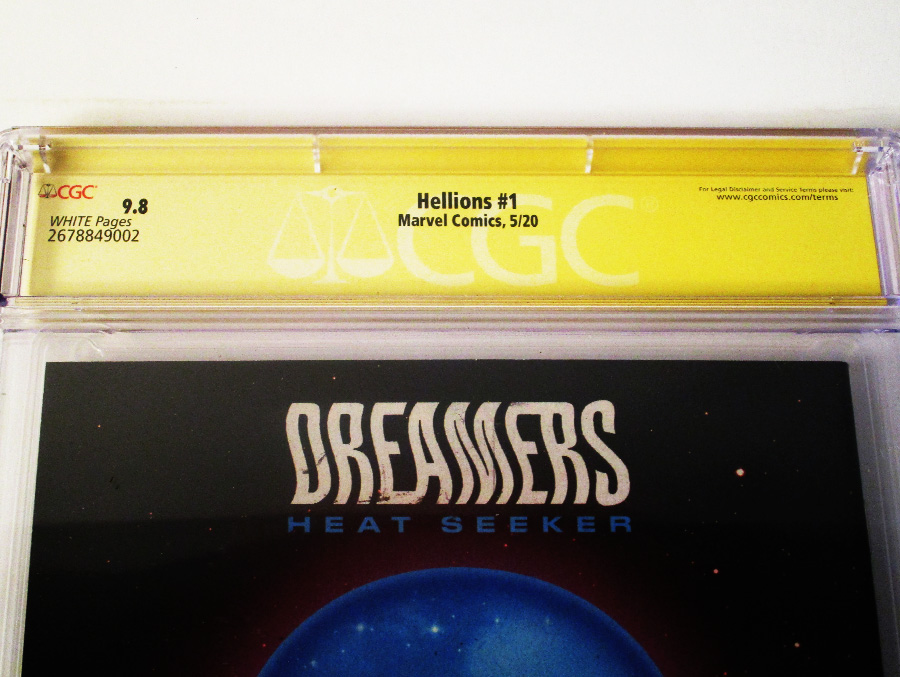 CGC
9.8
WHITE Pages
2678849002
Hellions #1
Marvel Comics, 5/20
For Legal Disclaimer and Service Terms please visit:
www.cgccomics.com/terms
CGC
DREAMERS
HEAT SEEKER